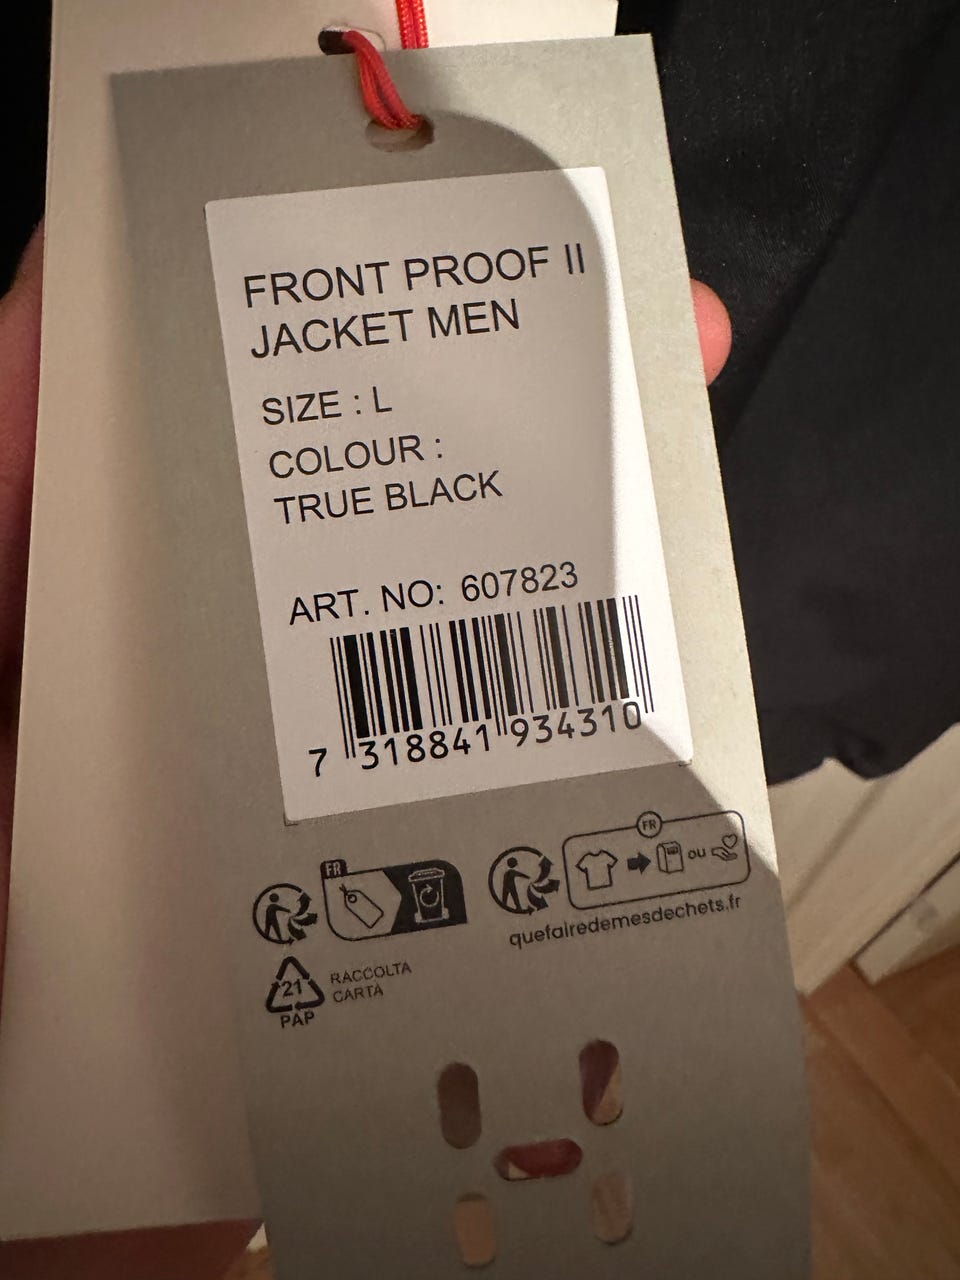 FRONT PROOF II
JACKET MEN
SIZE : L
COLOUR :
TRUE BLACK
ART. NO: 607823
7 318841 934310
FR
FR
ou
quefairedemesdechets.fr
21
PAP
RACCOLTA
CARTA